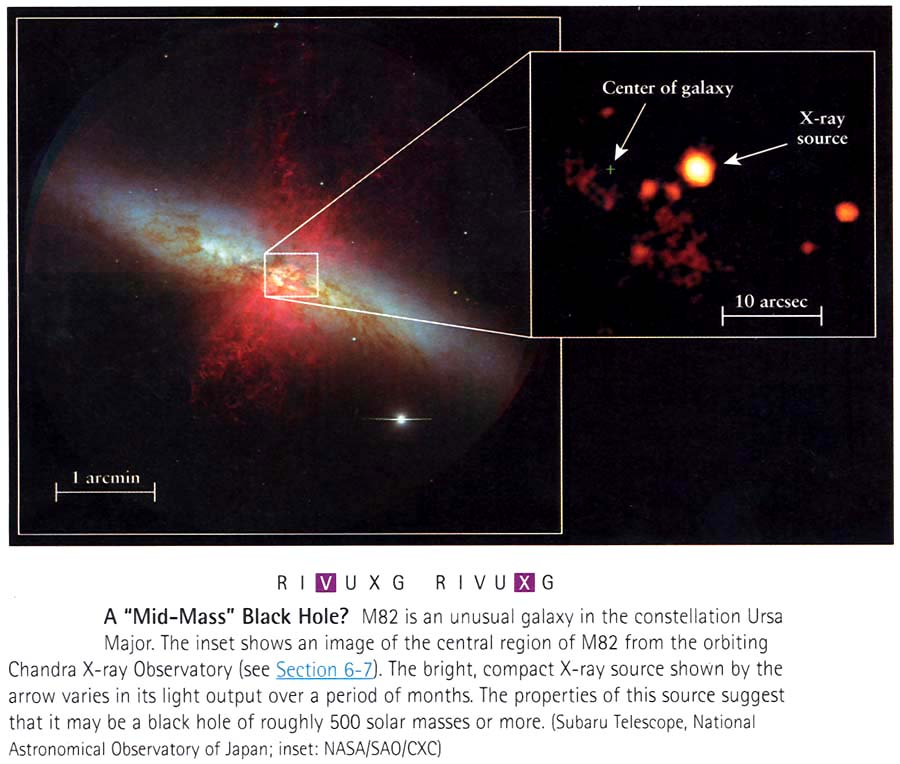 Center of galaxy
X-ray
source
10 arcsec
1 arcmin
R I V U X G R I V U X G
A “Mid-Mass” Black Hole? M82 is an unusual galaxy in the constellation Ursa
Major. The inset shows an image of the central region of M82 from the orbiting
Chandra X-ray Observatory (see Section 6-7). The bright, compact X-ray source shown by the
arrow varies in its light output over a period of months. The properties of this source suggest
that it may be a black hole of roughly 500 solar masses or more. (Subaru Telescope, National
Astronomical Observatory of Japan; inset: NASA/SAO/CXC)